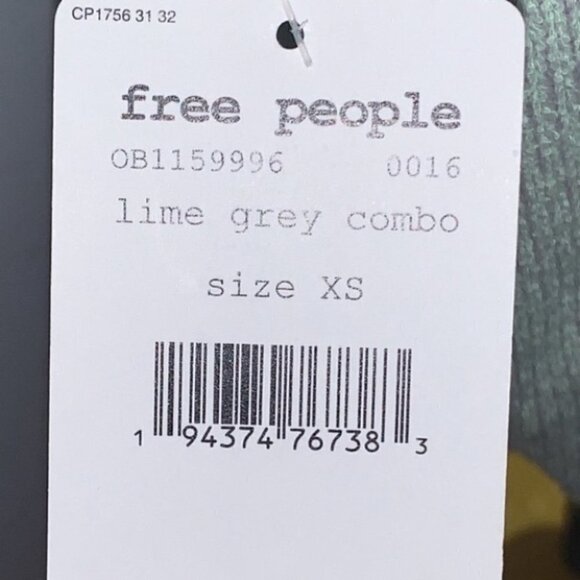 CP1756 31 32
free people
OB1159996 0016
lime grey combo
size XS
1 94374 76738 3